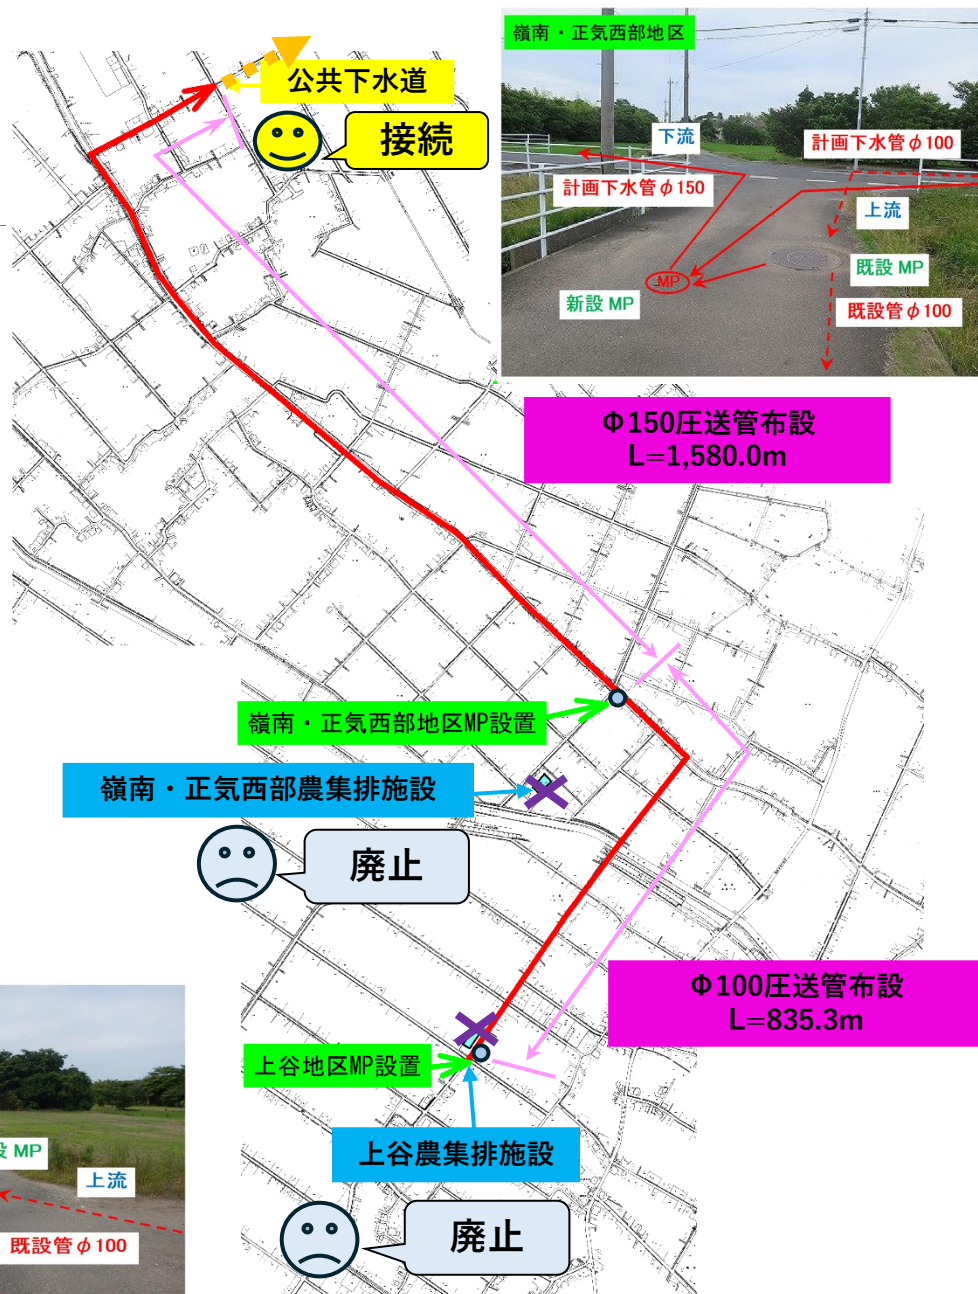 嶺南・正気西部地区
公共下水道
接続
下流
計画下水管φ100
計画下水管φ150
上流
MP
既設 MP
新設 MP
既設管φ100
Φ150圧送管布設
L=1,580.0m
嶺南・正気西部地区MP設置
嶺南・正気西部農集排施設
廃止
Φ100圧送管布設
L=835.3m
上谷地区MP設置
上谷農集排施設
廃止
設 MP
上流
既設管φ100